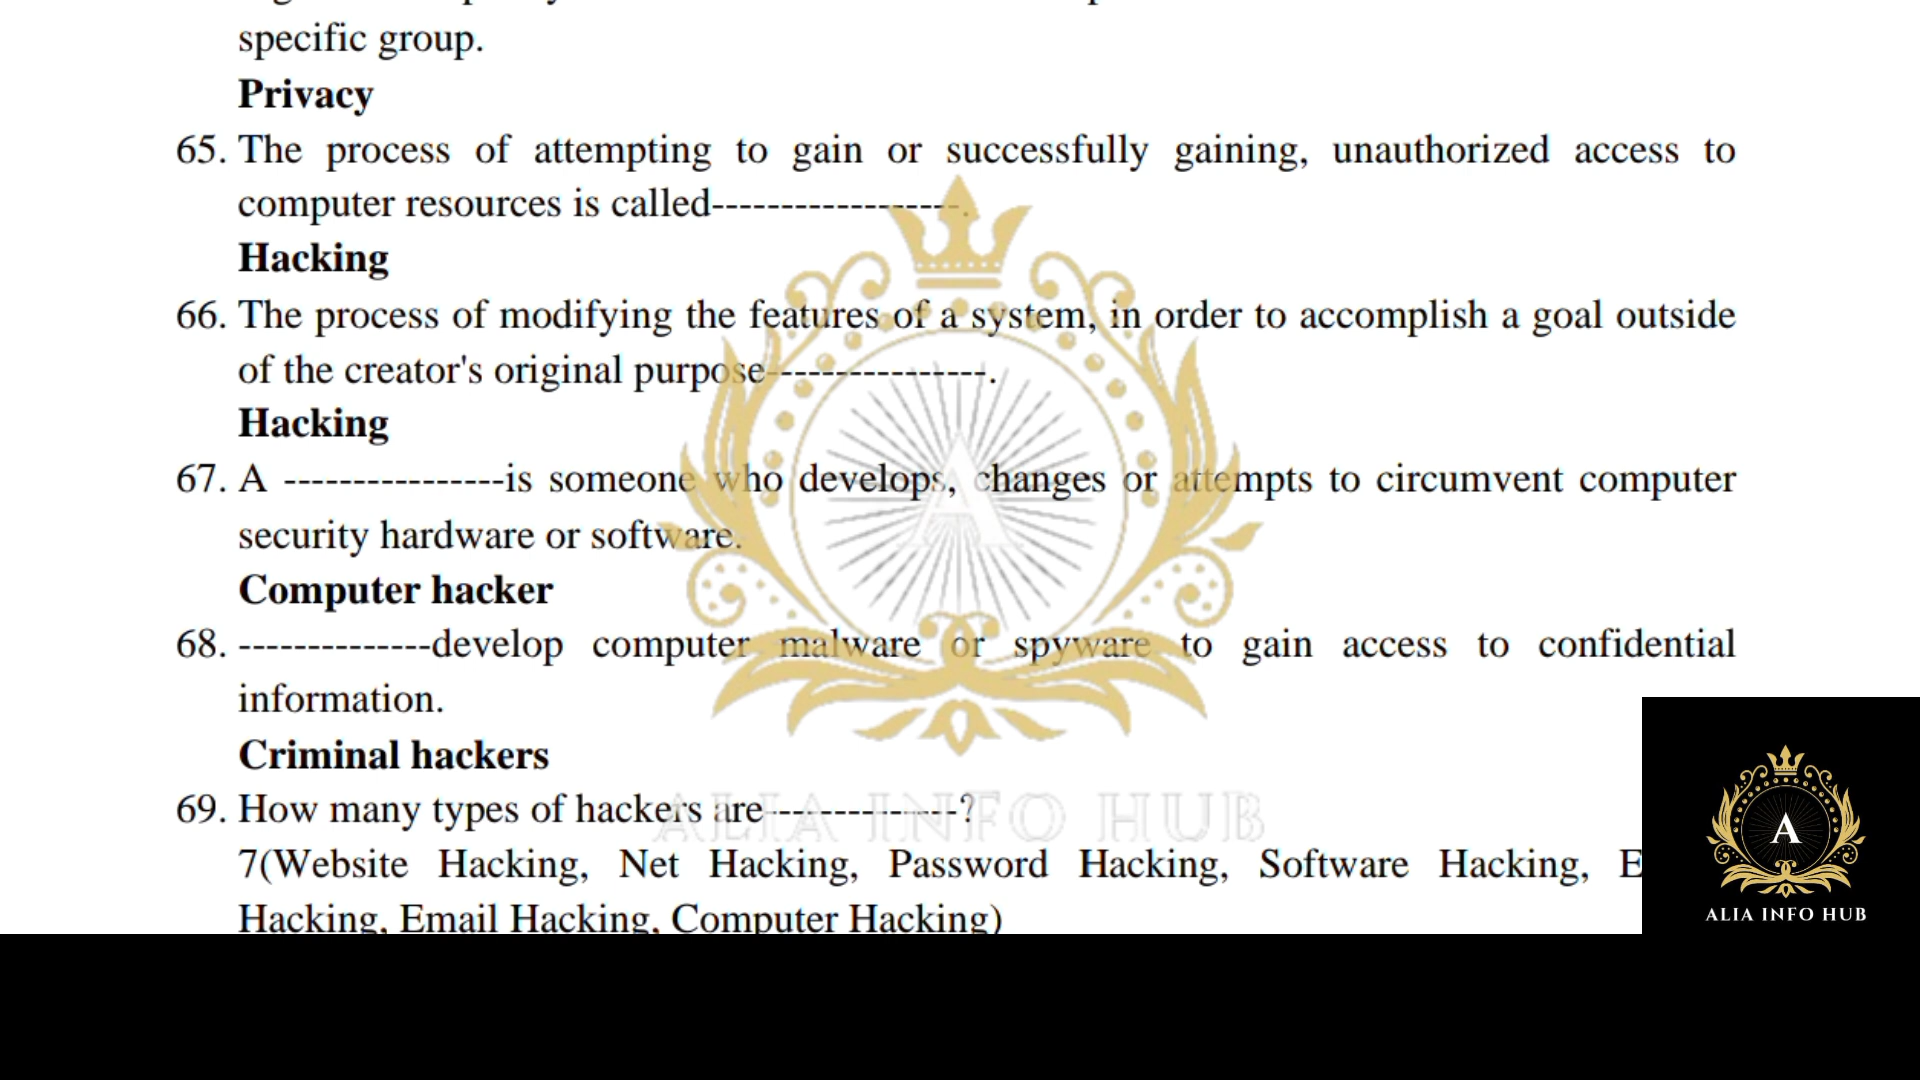 specific group.
Privacy
65. The process of attempting to gain or successfully gaining, unauthorized access to
computer resources is called------------------.
Hacking
66. The process of modifying the features of a system, in order to accomplish a goal outside
of the creator's original purpose----------------.
Hacking
67. A ----------------is someone who develops, changes or attempts to circumvent computer
security hardware or software.
Computer hacker
68. --------------develop computer malware or spyware to gain access to confidential
information.
Criminal hackers
69. How many types of hackers are--------------?
7(Website Hacking, Net Hacking, Password Hacking, Software Hacking, E
Hacking, Email Hacking, Computer Hacking)
A
ALIA INFO HUB
A
ALIA INFO HUB